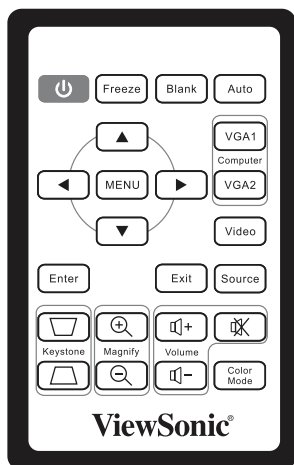 Freeze Blank Auto
VGA1
Computer
MENU VGA2
Video
Enter Exit Source
Keystone Magnify Volume
Color
Mode
ViewSonic®